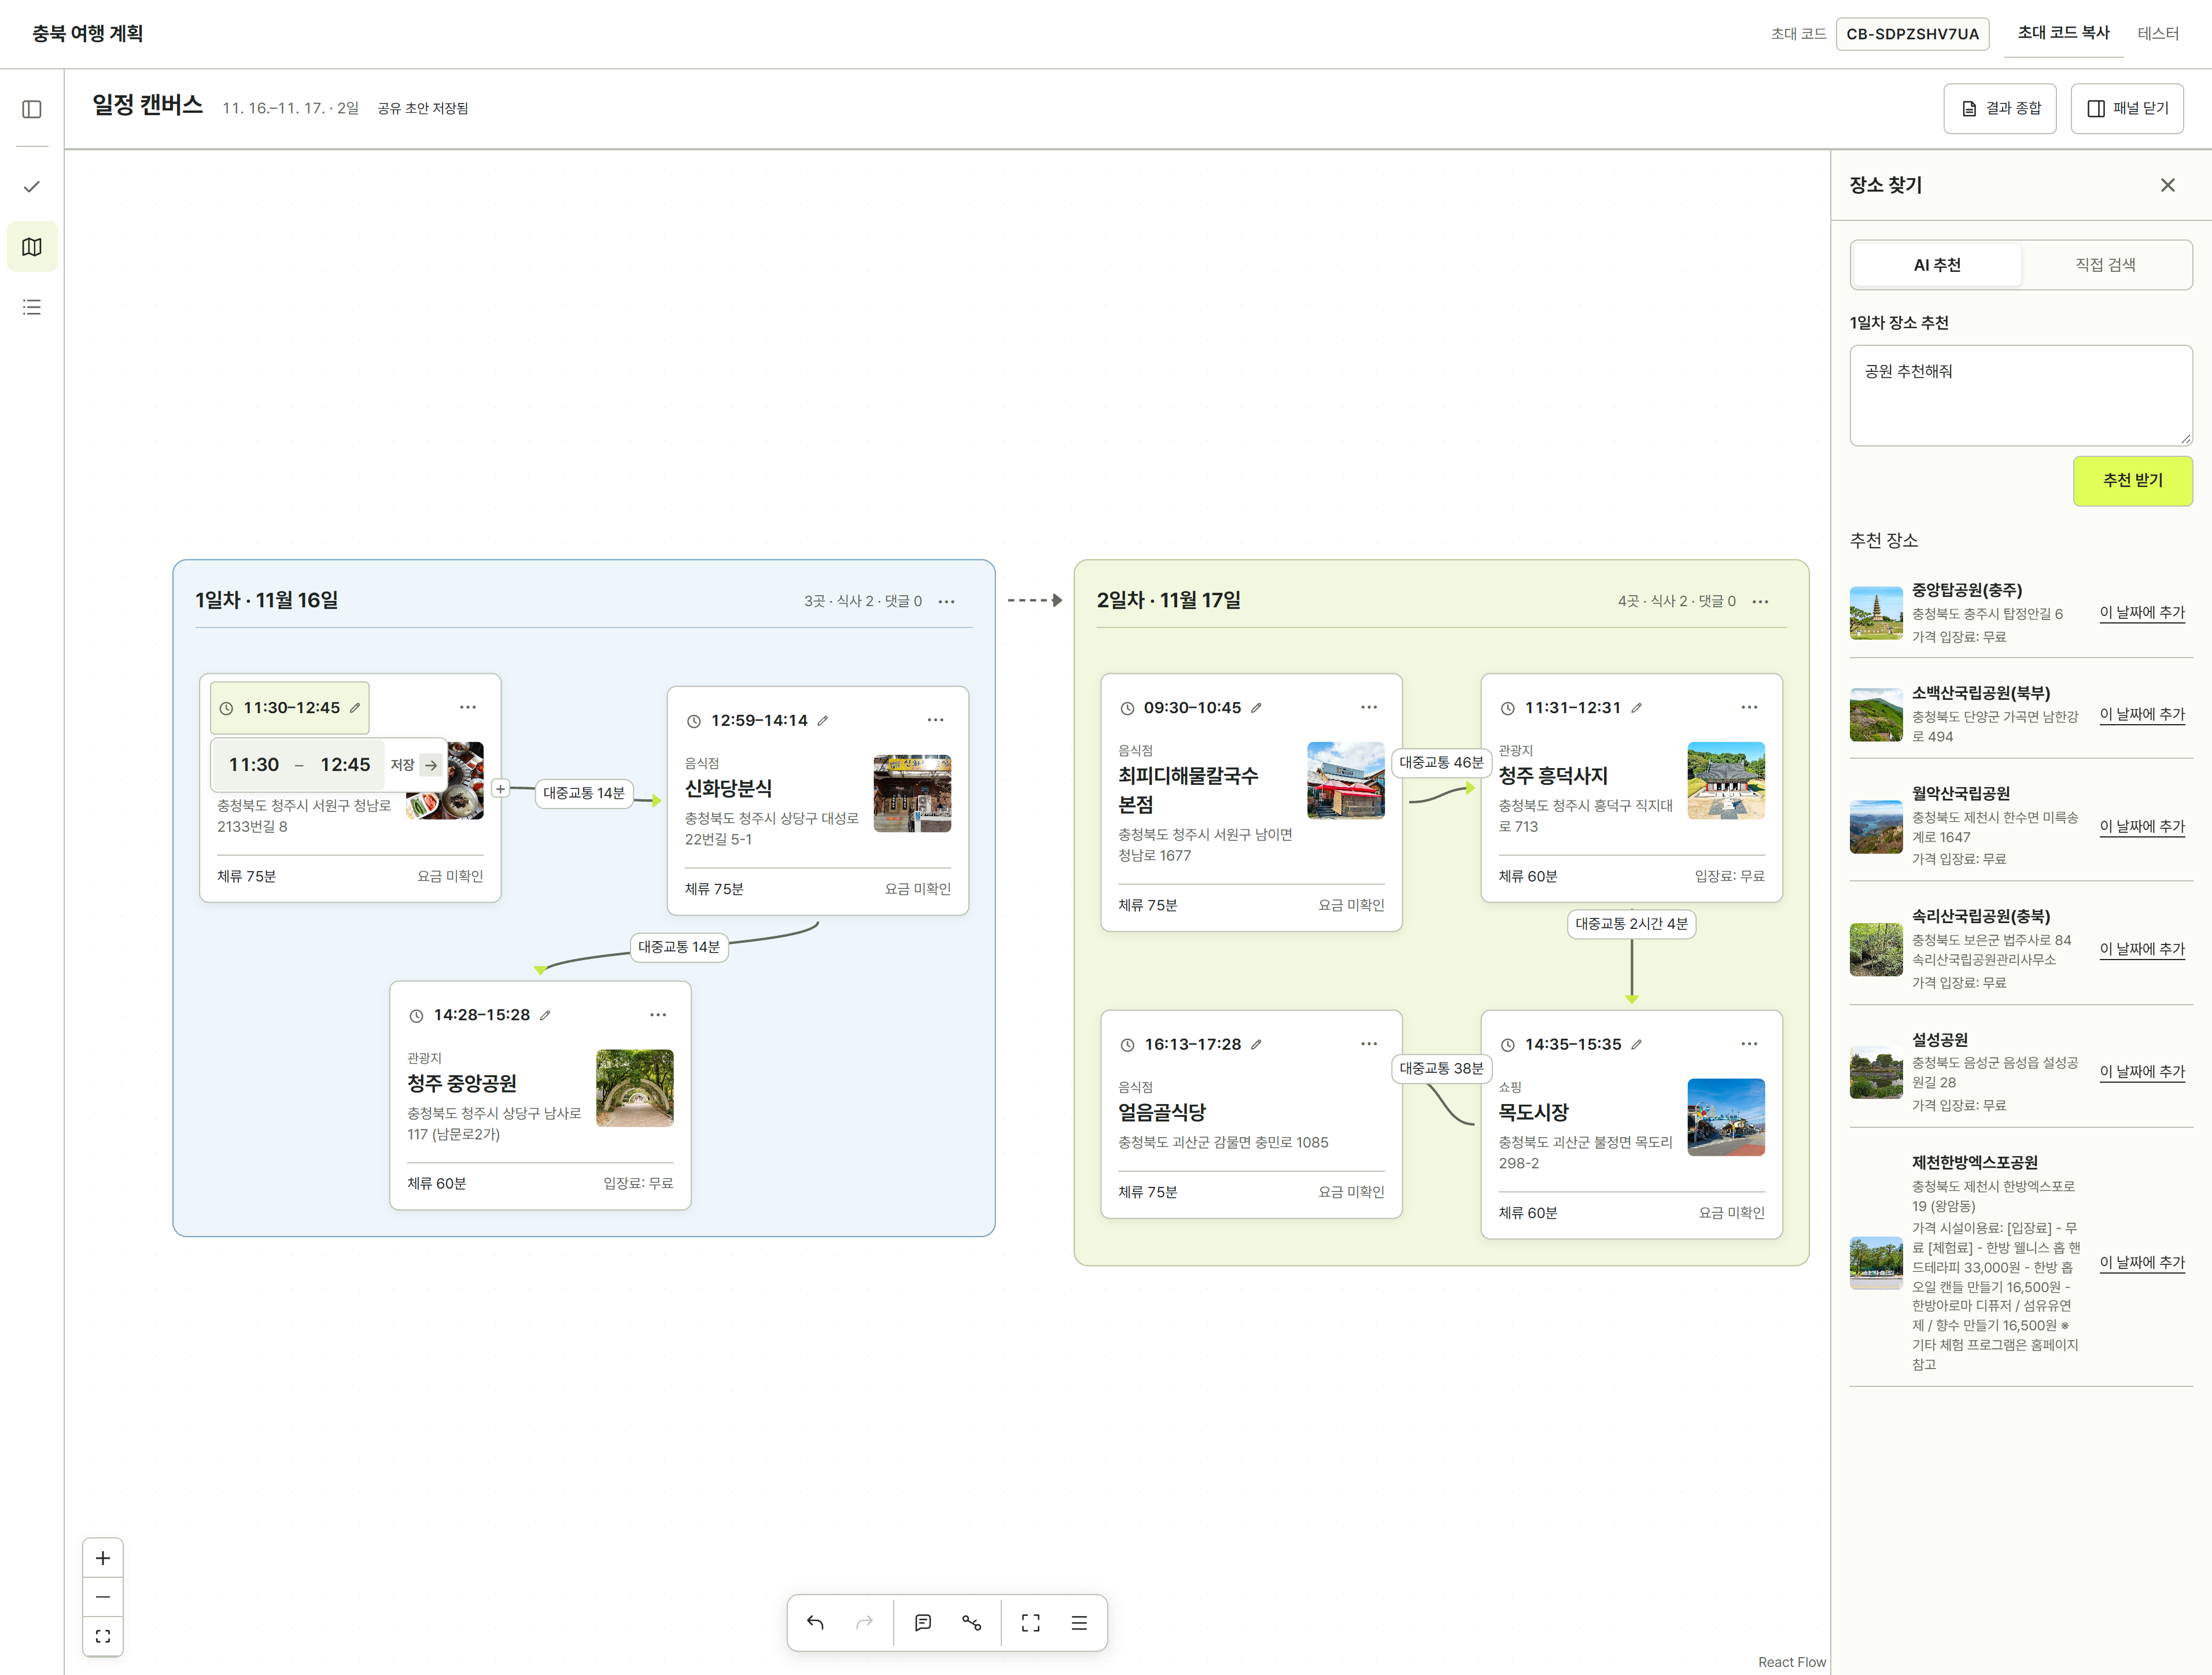 충북 여행 계획
초대 코드
CB-SDPZSHV7UA
초대 코드 복사
테스터
일정 캔버스
11. 16.–11. 17. · 2일
공유 초안 저장됨
결과 종합
패널 닫기
1일차 · 11월 16일
3곳 · 식사 2 · 댓글 0
11:30–12:45
11:30 – 12:45
저장
충청북도 청주시 서원구 청남로
2133번길 8
체류 75분
요금 미확인
대중교통 14분
12:59–14:14
음식점
신화당분식
충청북도 청주시 상당구 대성로
22번길 5-1
체류 75분
요금 미확인
대중교통 14분
14:28–15:28
관광지
청주 중앙공원
충청북도 청주시 상당구 남사로
117 (남문로2가)
체류 60분
입장료: 무료
2일차 · 11월 17일
4곳 · 식사 2 · 댓글 0
09:30–10:45
음식점
최피디해물칼국수
본점
충청북도 청주시 서원구 남이면
청남로 1677
체류 75분
요금 미확인
대중교통 46분
11:31–12:31
관광지
청주 흥덕사지
충청북도 청주시 흥덕구 직지대
로 713
체류 60분
입장료: 무료
대중교통 2시간 4분
16:13–17:28
음식점
얼음골식당
충청북도 괴산군 감물면 충민로 1085
체류 75분
요금 미확인
대중교통 38분
14:35–15:35
쇼핑
목도시장
충청북도 괴산군 불정면 목도리
298-2
체류 60분
요금 미확인
React Flow
장소 찾기
AI 추천
직접 검색
1일차 장소 추천
공원 추천해줘
추천 받기
추천 장소
중앙탑공원(충주)
충청북도 충주시 탑정안길 6
가격 입장료: 무료
이 날짜에 추가
소백산국립공원(북부)
충청북도 단양군 가곡면 남한강
로 494
이 날짜에 추가
월악산국립공원
충청북도 제천시 한수면 미륵송
계로 1647
가격 입장료: 무료
이 날짜에 추가
속리산국립공원(충북)
충청북도 보은군 법주사로 84
속리산국립공원관리사무소
가격 입장료: 무료
이 날짜에 추가
설성공원
충청북도 음성군 음성읍 설성공
원길 28
가격 입장료: 무료
이 날짜에 추가
제천한방엑스포공원
충청북도 제천시 한방엑스포로
19 (왕암동)
가격 시설이용료: [입장료] - 무
료 [체험료] - 한방 웰니스 홉 핸
드테라피 33,000원 - 한방 홉
오일 캔들 만들기 16,500원 -
한방아로마 디퓨저 / 섬유유연
제 / 향수 만들기 16,500원 ※
기타 체험 프로그램은 홈페이지
참고
이 날짜에 추가